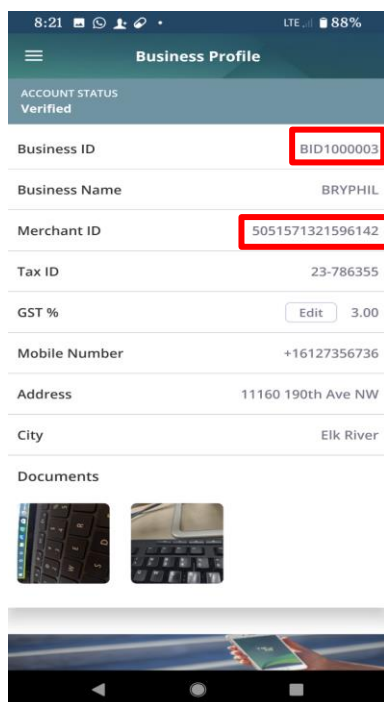 8:21 LTE 88%
Business Profile
ACCOUNT STATUS
Verified
Business ID BID1000003
Business Name BRYPHIL
Merchant ID 5051571321596142
Tax ID 23-786355
GST % Edit 3.00
Mobile Number +16127356736
Address 11160 190th Ave NW
City Elk River
Documents